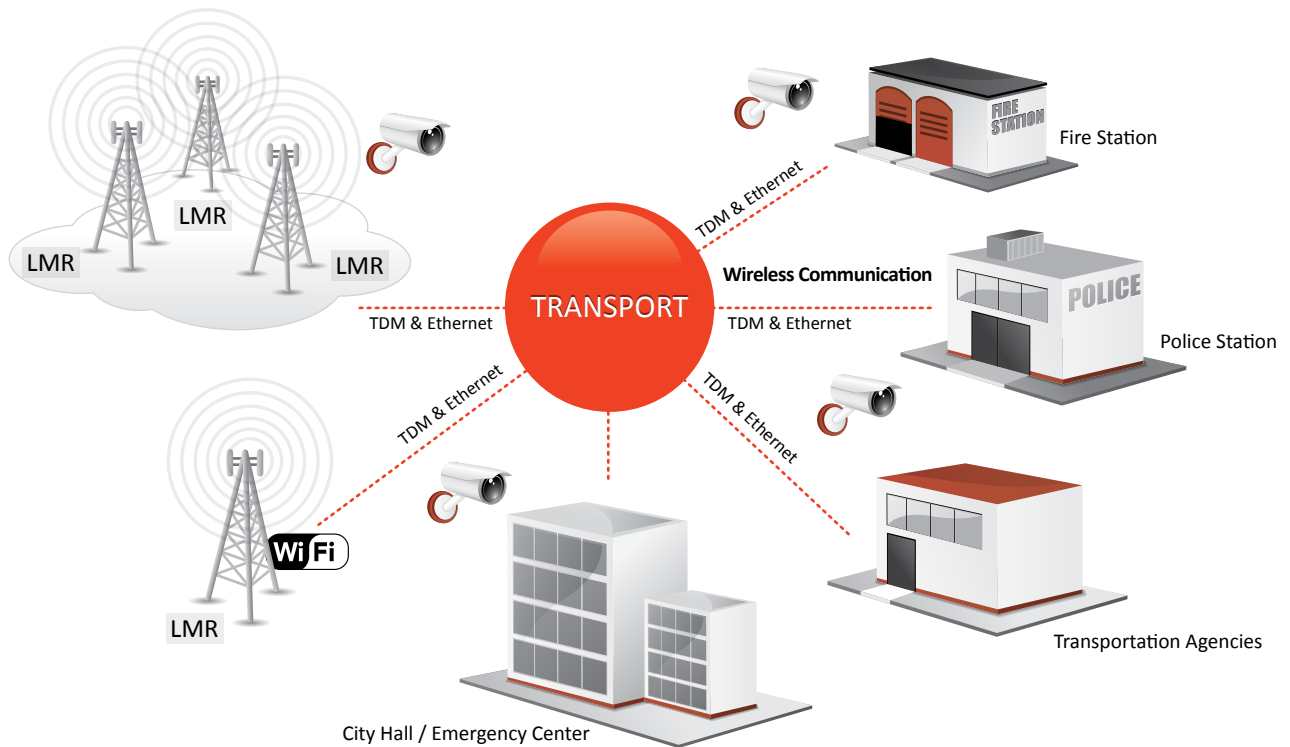 FIRE
STATION
Fire Station
TDM & Ethernet
LMR
LMR
LMR
Wireless Communication
TRANSPORT
POLICE
TDM & Ethernet
TDM & Ethernet
Police Station
TDM & Ethernet
TDM & Ethernet
WiFi
LMR
Transportation Agencies
City Hall / Emergency Center